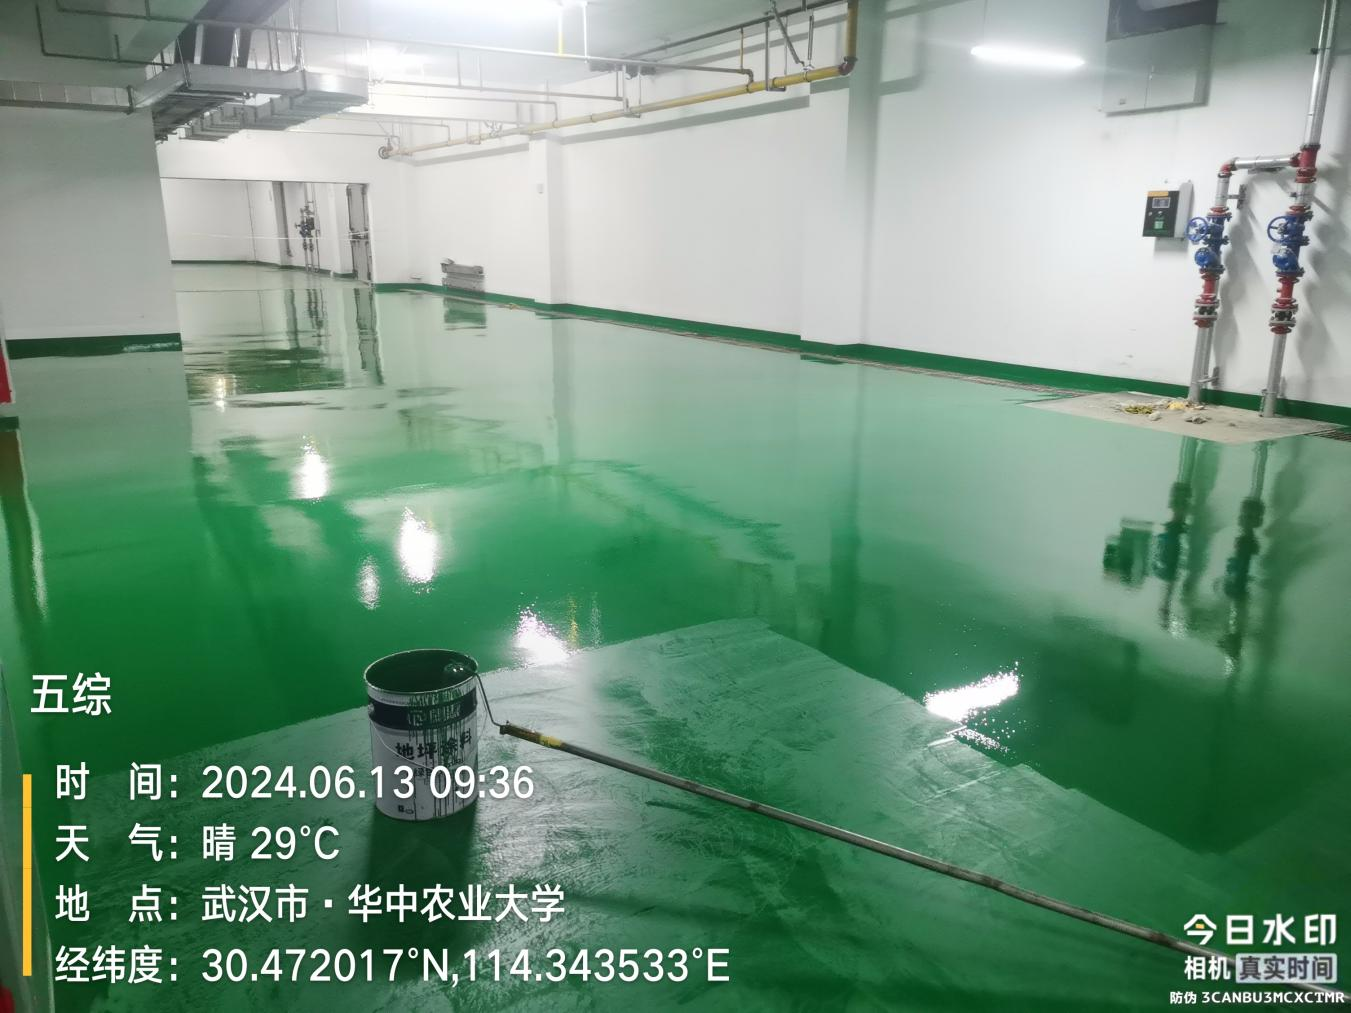 地坪涂料
五综
时 间：2024.06.13 09:36
天 气：晴 29°C
地 点：武汉市·华中农业大学
经纬度：30.472017°N,114.343533°E
今日水印
相机 真实时间
防伪 3CANBU3MCXCTMR